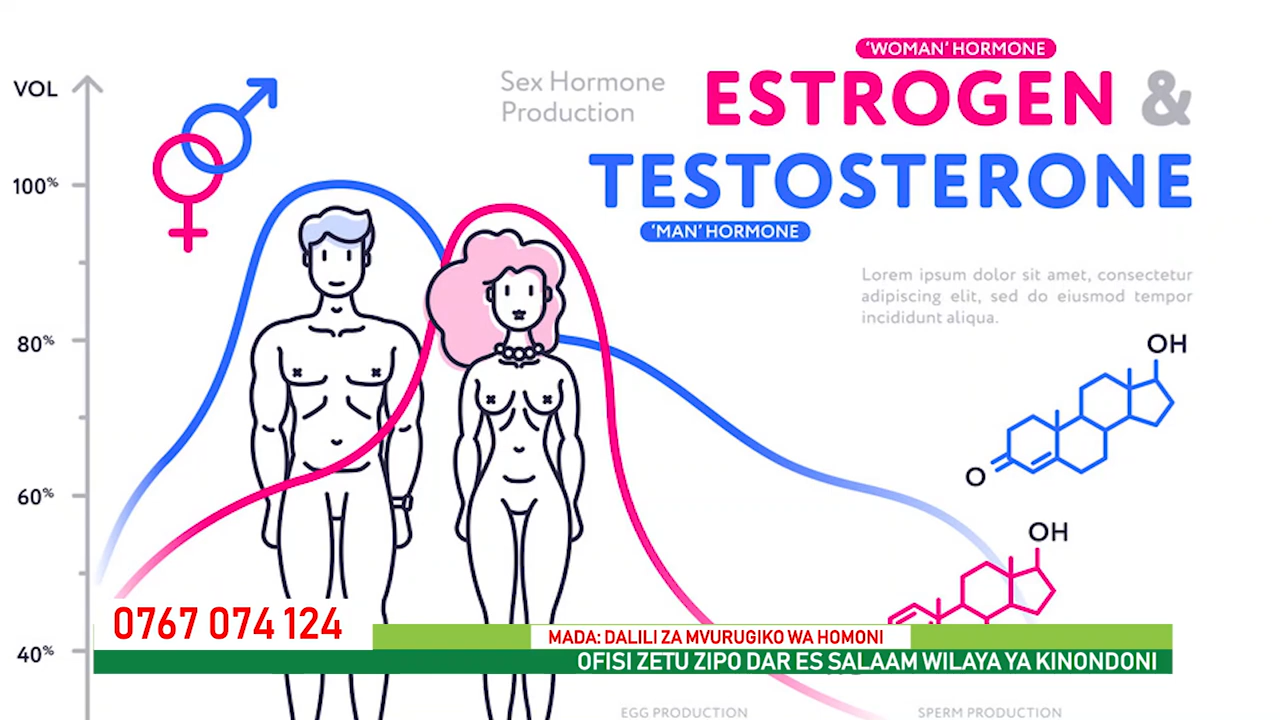 'WOMAN' HORMONE
VOL
Sex Hormone
Production
ESTROGEN &
TESTOSTERONE
'MAN' HORMONE
100%
Lorem ipsum dolor sit amet, consectetur
adipiscing elit, sed do eiusmod tempor
incididunt aliqua.
80%
OH
O
60%
OH
0767 074 124
MADA: DALILI ZA MVURUGIKO WA HOMONI
40%
OFISI ZETU ZIPO DAR ES SALAAM WILAYA YA KINONDONI
EGG PRODUCTION
SPERM PRODUCTION